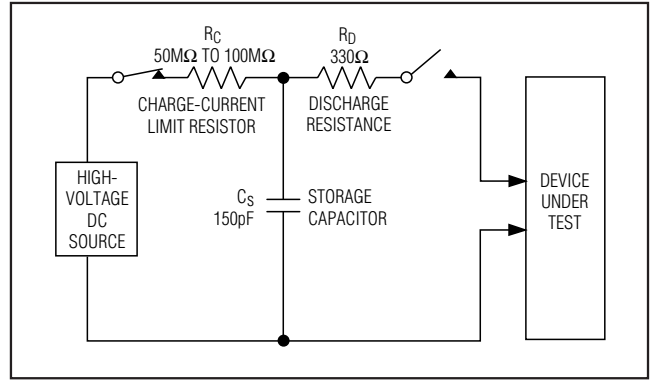 R_C
50MΩ TO 100MΩ
CHARGE-CURRENT
LIMIT RESISTOR
R_D
330Ω
DISCHARGE
RESISTANCE
HIGH-
VOLTAGE
DC
SOURCE
C_S
150pF
STORAGE
CAPACITOR
DEVICE
UNDER
TEST